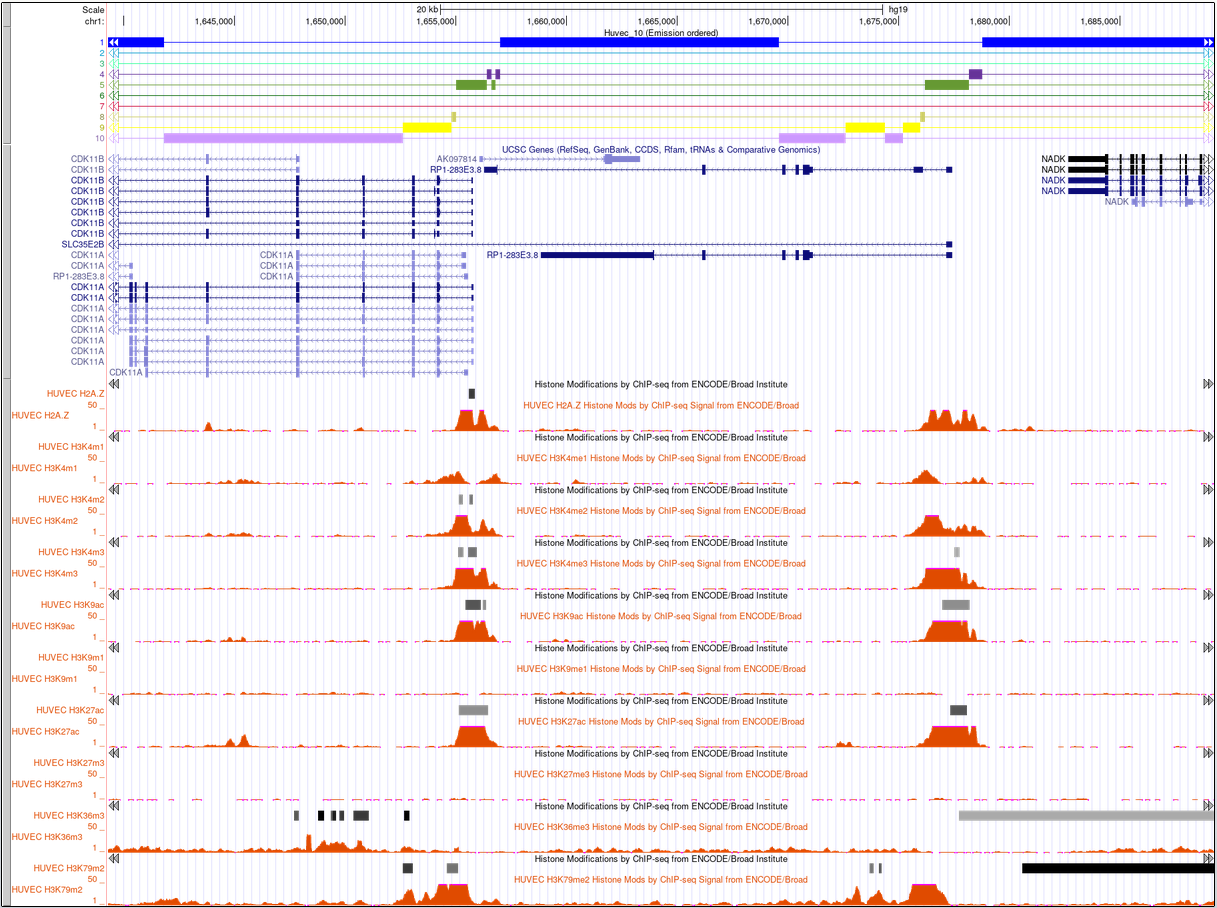 Scale 20 kb hg19
chr1: 1,645,000 1,650,000 1,655,000 1,660,000 1,665,000 1,670,000 1,675,000 1,680,000 1,685,000
Huvec_10 (Emission ordered)
1
2
3
4
5
6
7
8
9
10
UCSC Genes (RefSeq, GenBank, CCDS, Rfam, tRNAs & Comparative Genomics)
CDK11B AK097814 NADK
CDK11B RP1-283E3.8 NADK
CDK11B NADK
CDK11B NADK
CDK11B NADK
CDK11B
CDK11B
CDK11B
SLC35E2B
CDK11A CDK11A RP1-283E3.8
CDK11A CDK11A
RP1-283E3.8 CDK11A
CDK11A
CDK11A
CDK11A
CDK11A
CDK11A
CDK11A
CDK11A
CDK11A
CDK11A
Histone Modifications by ChIP-seq from ENCODE/Broad Institute
HUVEC H2A.Z
50 HUVEC H2A.Z Histone Mods by ChIP-seq Signal from ENCODE/Broad
HUVEC H2A.Z
1
Histone Modifications by ChIP-seq from ENCODE/Broad Institute
HUVEC H3K4m1
50 HUVEC H3K4me1 Histone Mods by ChIP-seq Signal from ENCODE/Broad
HUVEC H3K4m1
1
Histone Modifications by ChIP-seq from ENCODE/Broad Institute
HUVEC H3K4m2
50 HUVEC H3K4me2 Histone Mods by ChIP-seq Signal from ENCODE/Broad
HUVEC H3K4m2
1
Histone Modifications by ChIP-seq from ENCODE/Broad Institute
HUVEC H3K4m3
50 HUVEC H3K4me3 Histone Mods by ChIP-seq Signal from ENCODE/Broad
HUVEC H3K4m3
1
Histone Modifications by ChIP-seq from ENCODE/Broad Institute
HUVEC H3K9ac
50 HUVEC H3K9ac Histone Mods by ChIP-seq Signal from ENCODE/Broad
HUVEC H3K9ac
1
Histone Modifications by ChIP-seq from ENCODE/Broad Institute
HUVEC H3K9m1
50 HUVEC H3K9me1 Histone Mods by ChIP-seq Signal from ENCODE/Broad
HUVEC H3K9m1
1
Histone Modifications by ChIP-seq from ENCODE/Broad Institute
HUVEC H3K27ac
50 HUVEC H3K27ac Histone Mods by ChIP-seq Signal from ENCODE/Broad
HUVEC H3K27ac
1
Histone Modifications by ChIP-seq from ENCODE/Broad Institute
HUVEC H3K27m3
50 HUVEC H3K27me3 Histone Mods by ChIP-seq Signal from ENCODE/Broad
HUVEC H3K27m3
1
Histone Modifications by ChIP-seq from ENCODE/Broad Institute
HUVEC H3K36m3
50 HUVEC H3K36me3 Histone Mods by ChIP-seq Signal from ENCODE/Broad
HUVEC H3K36m3
1
Histone Modifications by ChIP-seq from ENCODE/Broad Institute
HUVEC H3K79m2
50 HUVEC H3K79me2 Histone Mods by ChIP-seq Signal from ENCODE/Broad
HUVEC H3K79m2
1